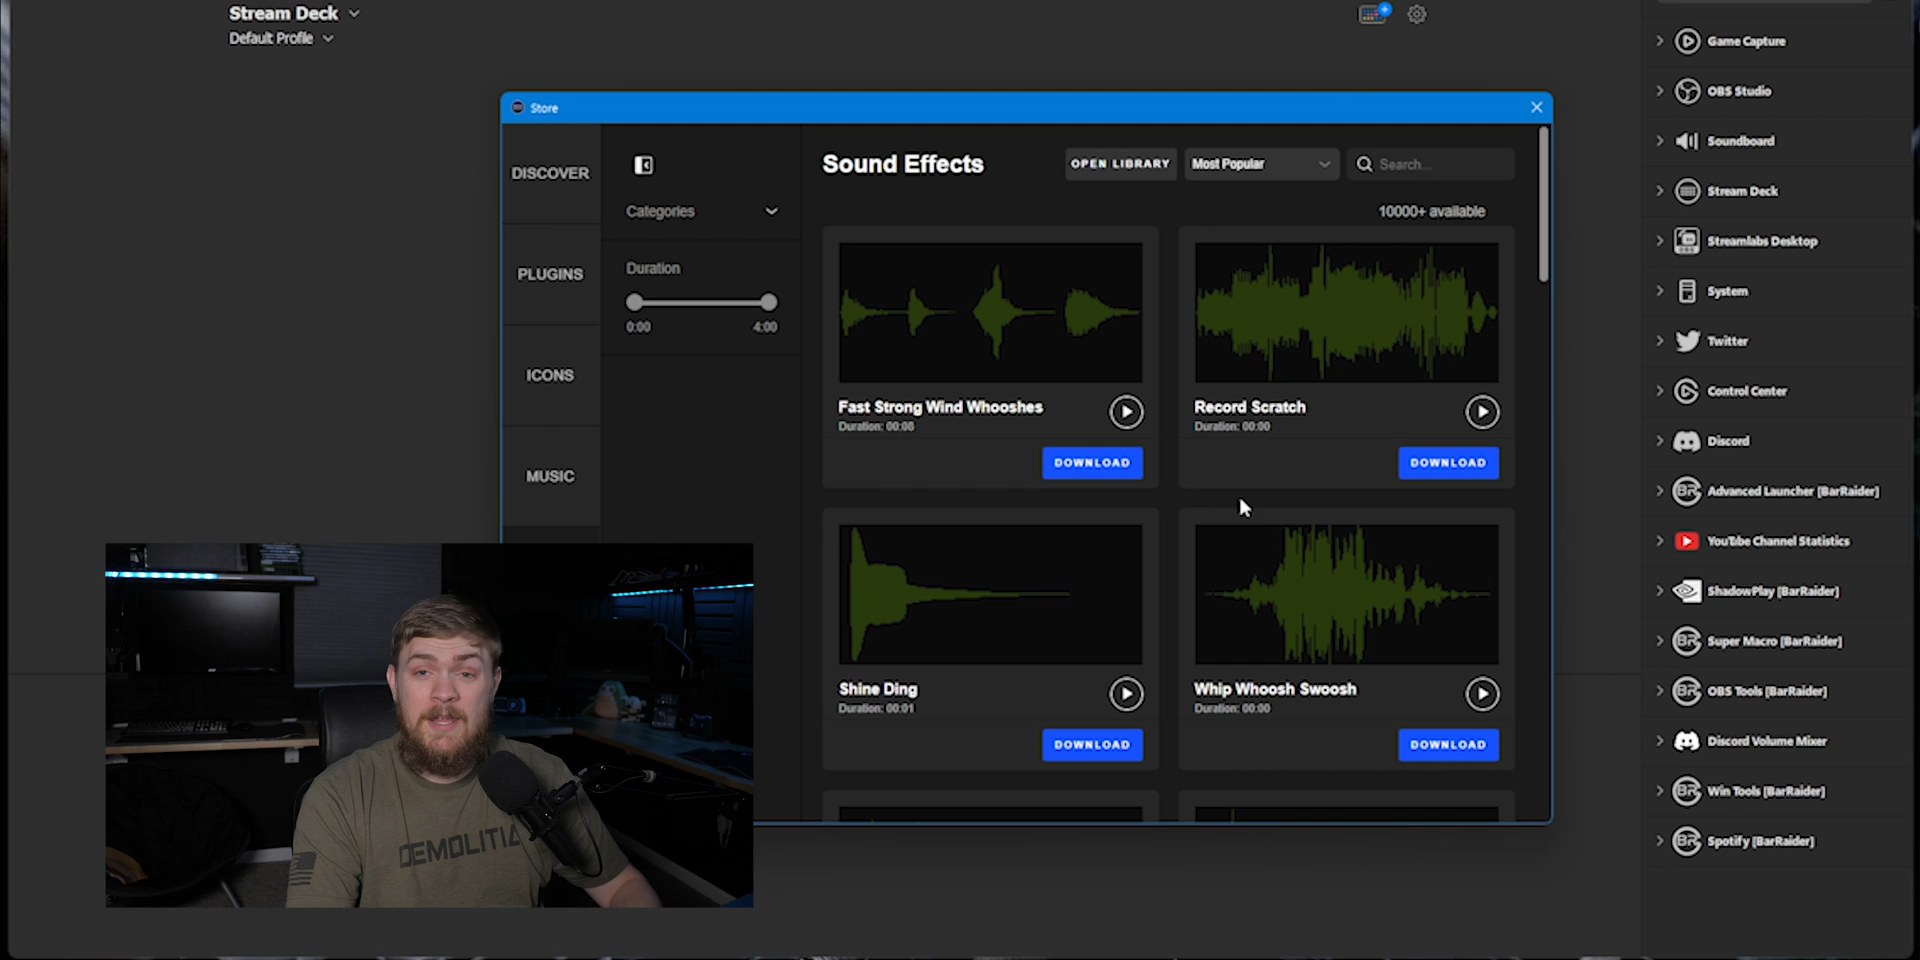 Stream Deck
Default Profile
Store
DISCOVER
PLUGINS
ICONS
MUSIC
Categories
Duration
0:00 4:00
Sound Effects
OPEN LIBRARY
Most Popular
Search...
10000+ available
Fast Strong Wind Whooshes
Duration: 00:08
DOWNLOAD
Record Scratch
Duration: 00:00
DOWNLOAD
Shine Ding
Duration: 00:01
DOWNLOAD
Whip Whoosh Swoosh
Duration: 00:00
DOWNLOAD
Game Capture
OBS Studio
Soundboard
Stream Deck
Streamlabs Desktop
System
Twitter
Control Center
Discord
Advanced Launcher [BarRaider]
YouTube Channel Statistics
ShadowPlay [BarRaider]
Super Macro [BarRaider]
OBS Tools [BarRaider]
Discord Volume Mixer
Win Tools [BarRaider]
Spotify [BarRaider]